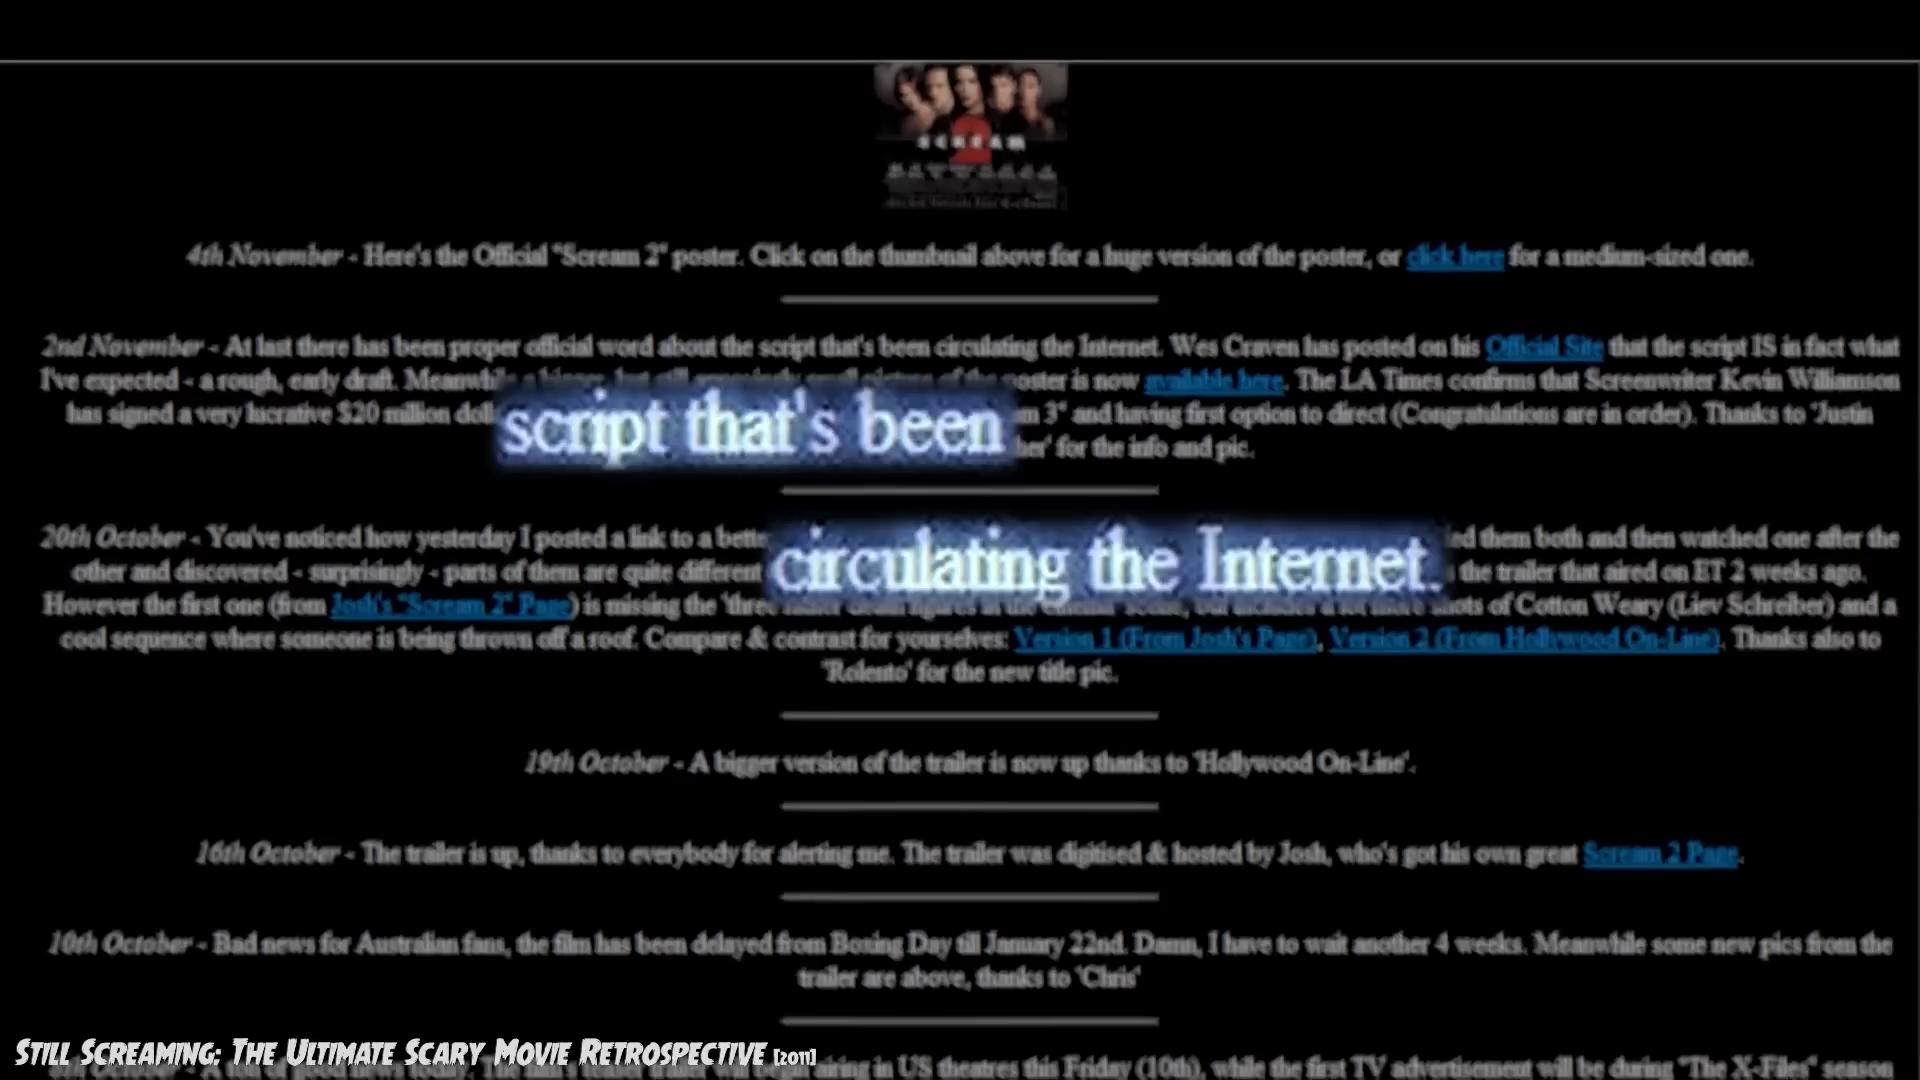 SCREAM
2
4th November - Here's the Official "Scream 2" poster. Click on the thumbnail above for a huge version of the poster, or click here for a medium-sized one.
2nd November - At last there has been proper official word about the script that's been circulating the Internet. Wes Craven has posted on his Official Site that the script IS in fact what
I've expected - a rough, early draft. Meanwhile poster is now available here. The LA Times confirms that Screenwriter Kevin Williamson
has signed a very lucrative $20 million 3" and having first option to direct (Congratulations are in order). Thanks to 'Justin
script that's been
for the info and pic.
20th October - You've noticed how yesterday I posted a link to a them both and then watched one after the
circulating the Internet.
other and discovered - surprisingly - parts of them are quite different the trailer that aired on ET 2 weeks ago.
However the first one (from Josh's "Scream 2" Page) is missing the of Cotton Weary (Liev Schreiber) and a
cool sequence where someone is being thrown off a roof. Compare & contrast for yourselves: Version 1 (From Josh's Page), Version 2 (From Hollywood On-Line). Thanks also to
'Rolento' for the new title pic.
19th October - A bigger version of the trailer is now up thanks to 'Hollywood On-Line'.
16th October - The trailer is up, thanks to everybody for alerting me. The trailer was digitised & hosted by Josh, who's got his own great Scream 2 Page.
10th October - Bad news for Australian fans, the film has been delayed from Boxing Day till January 22nd. Damn, I have to wait another 4 weeks. Meanwhile some new pics from the
trailer are above, thanks to 'Chris'
in US theatres this Friday (10th), while the first TV advertisement will be during "The X-Files" season
STILL SCREAMING: THE ULTIMATE SCARY MOVIE RETROSPECTIVE [2011]